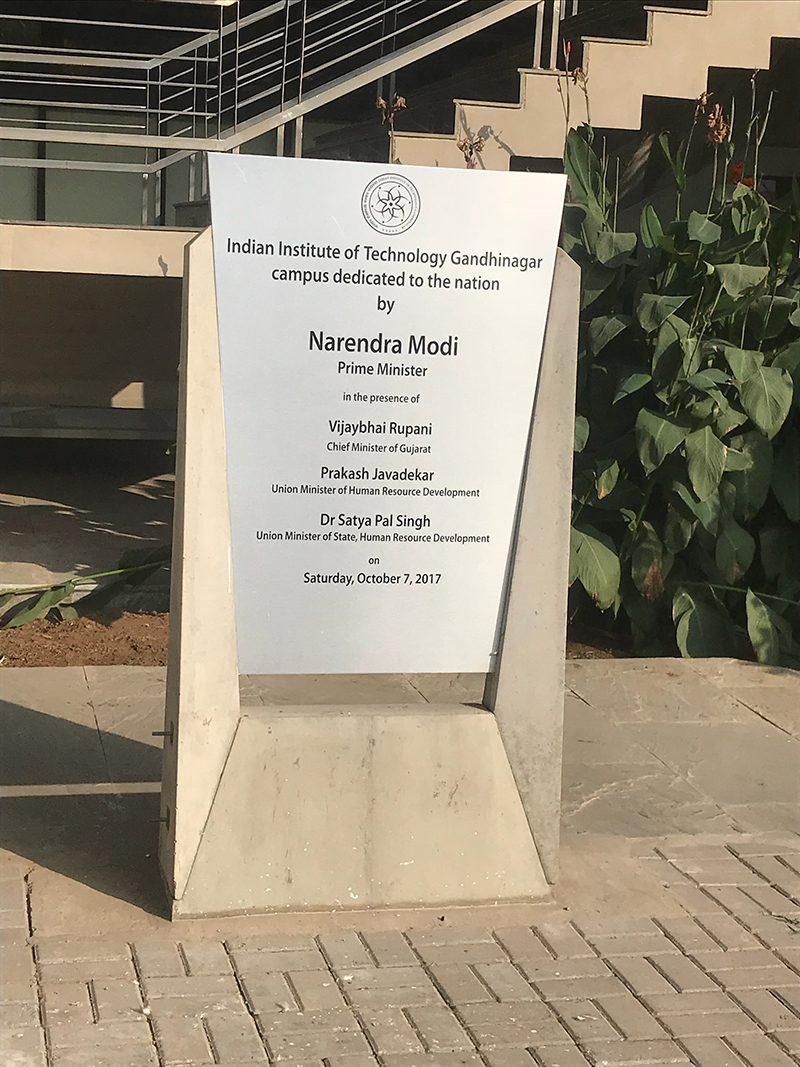 Indian Institute of Technology Gandhinagar
campus dedicated to the nation
by
Narendra Modi
Prime Minister
in the presence of
Vijaybhai Rupani
Chief Minister of Gujarat
Prakash Javadekar
Union Minister of Human Resource Development
Dr Satya Pal Singh
Union Minister of State, Human Resource Development
on
Saturday, October 7, 2017